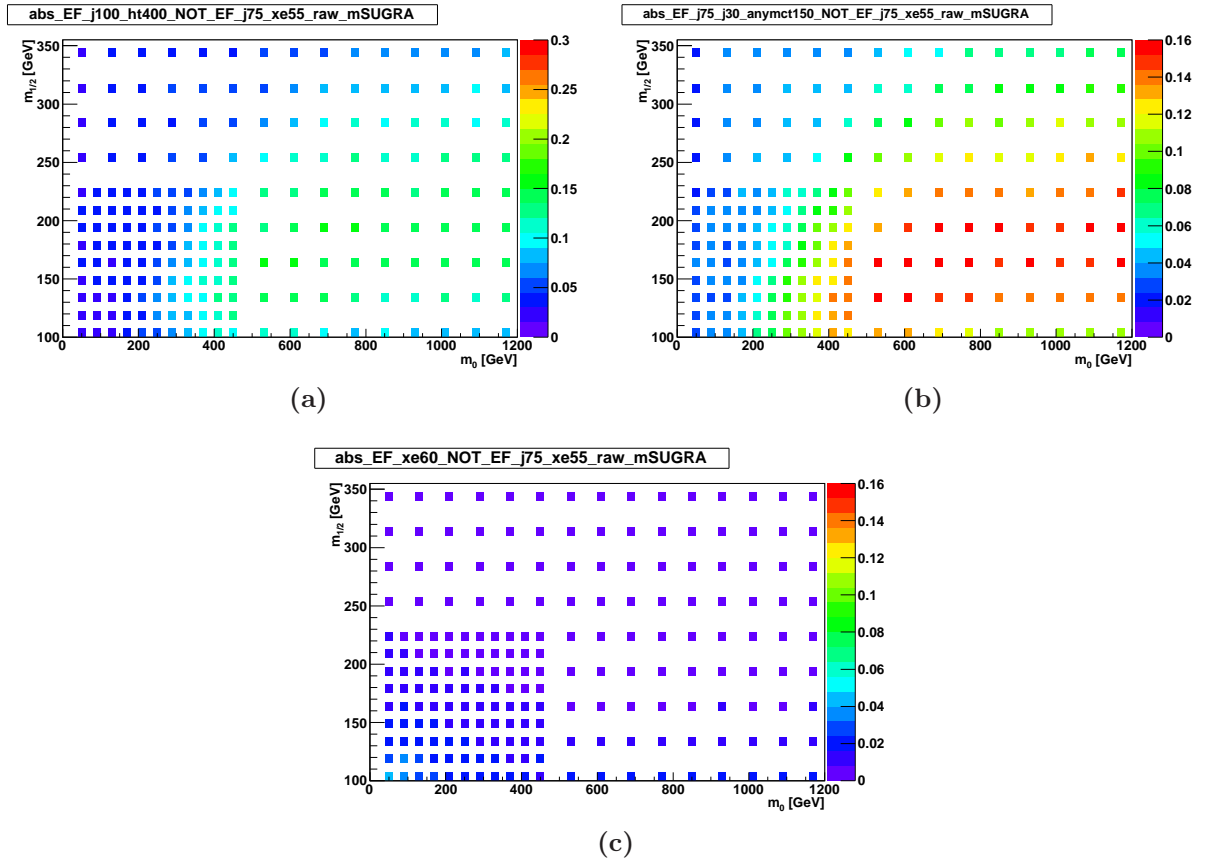 abs_EF_j100_ht400_NOT_EF_j75_xe55_raw_mSUGRA
m1/2 [GeV]
350
300
250
200
150
100
0 200 400 600 800 1000 1200
m0 [GeV]
0.3
0.25
0.2
0.15
0.1
0.05
0
(a)
abs_EF_j75_j30_anymct150_NOT_EF_j75_xe55_raw_mSUGRA
m1/2 [GeV]
350
300
250
200
150
100
0 200 400 600 800 1000 1200
m0 [GeV]
0.16
0.14
0.12
0.1
0.08
0.06
0.04
0.02
0
(b)
abs_EF_xe60_NOT_EF_j75_xe55_raw_mSUGRA
m1/2 [GeV]
350
300
250
200
150
100
0 200 400 600 800 1000 1200
m0 [GeV]
0.16
0.14
0.12
0.1
0.08
0.06
0.04
0.02
0
(c)